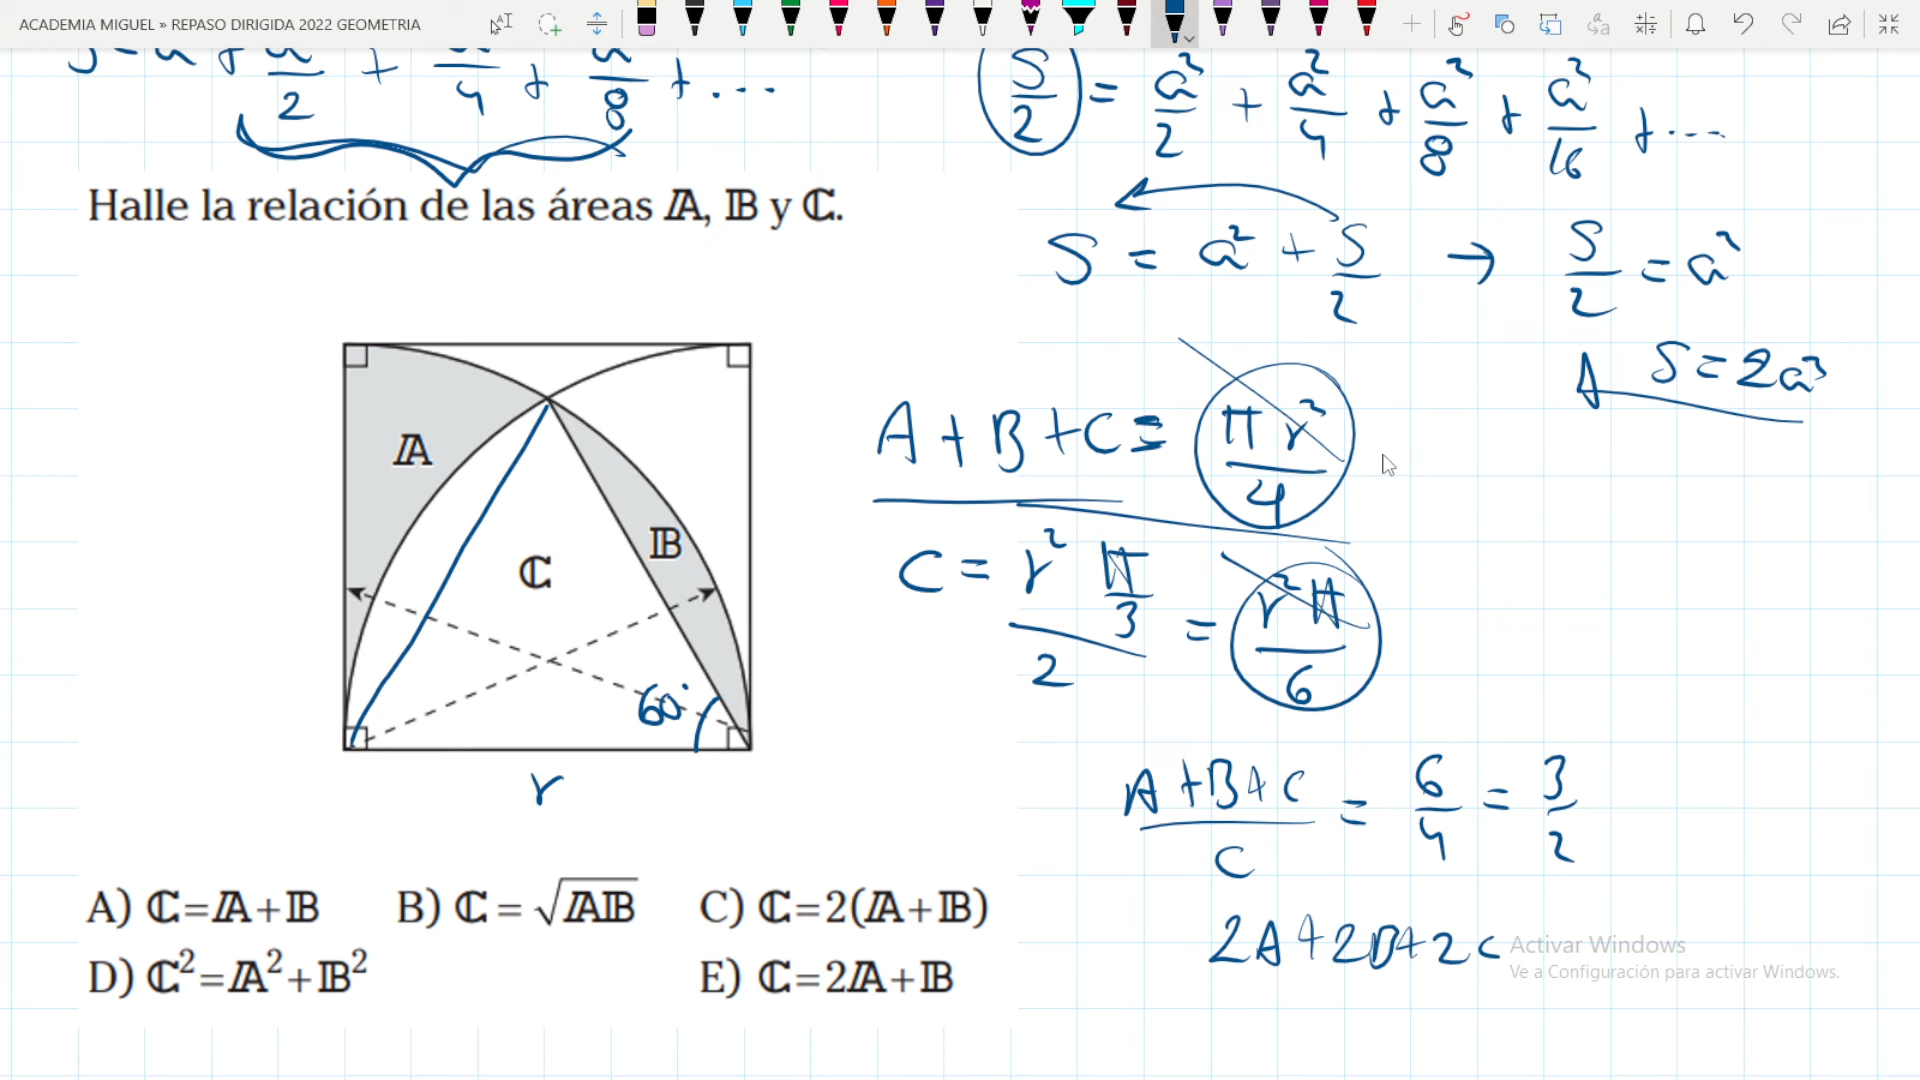 ACADEMIA MIGUEL » REPASO DIRIGIDA 2022 GEOMETRIA
S = a + a/2 + a/4 + a/8 + ...
S/2 = a²/2 + a²/4 + a²/8 + a²/16 + ...
Halle la relación de las áreas 𝔸, 𝔹 y ℂ.
S = a² + S/2 → S/2 = a²
S = 2a²
𝔸
𝔹
ℂ
60°
r
A + B + C = πr²/4
C = r² π/3 / 2 = r²π/6
A+B+C / C = 6/4 = 3/2
2A+2B+2C
A) ℂ=𝔸+𝔹 B) ℂ = √𝔸𝔹 C) ℂ=2(𝔸+𝔹)
D) ℂ²=𝔸²+𝔹² E) ℂ=2𝔸+𝔹
Activar Windows
Ve a Configuración para activar Windows.